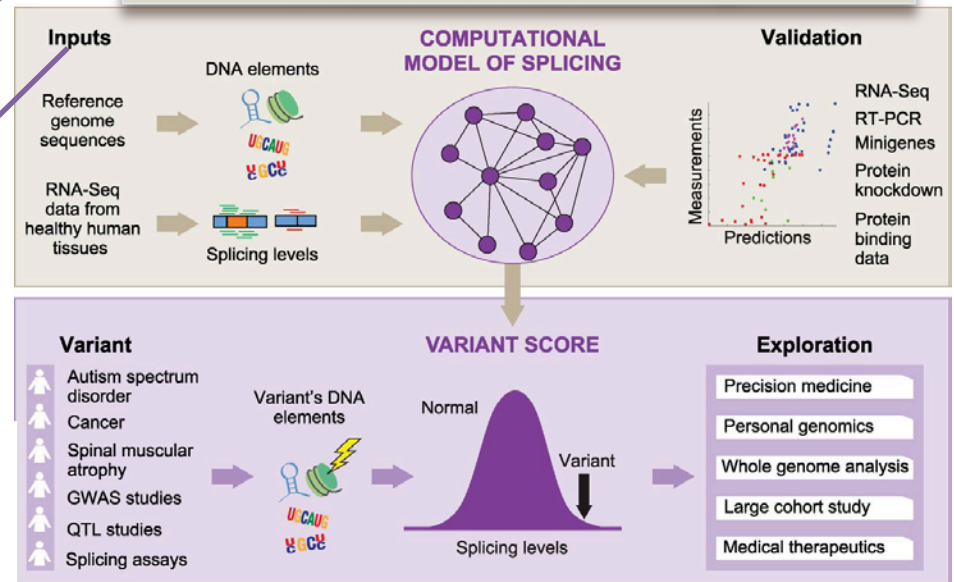 Inputs
Reference
genome
sequences
RNA-Seq
data from
healthy human
tissues
DNA elements
UGCAUG
Splicing levels
COMPUTATIONAL
MODEL OF SPLICING
Validation
Measurements
Predictions
RNA-Seq
RT-PCR
Minigenes
Protein
knockdown
Protein
binding
data
Variant
Autism spectrum
disorder
Cancer
Spinal muscular
atrophy
GWAS studies
QTL studies
Splicing assays
Variant's DNA
elements
UGCAUG
VARIANT SCORE
Normal
Variant
Splicing levels
Exploration
Precision medicine
Personal genomics
Whole genome analysis
Large cohort study
Medical therapeutics